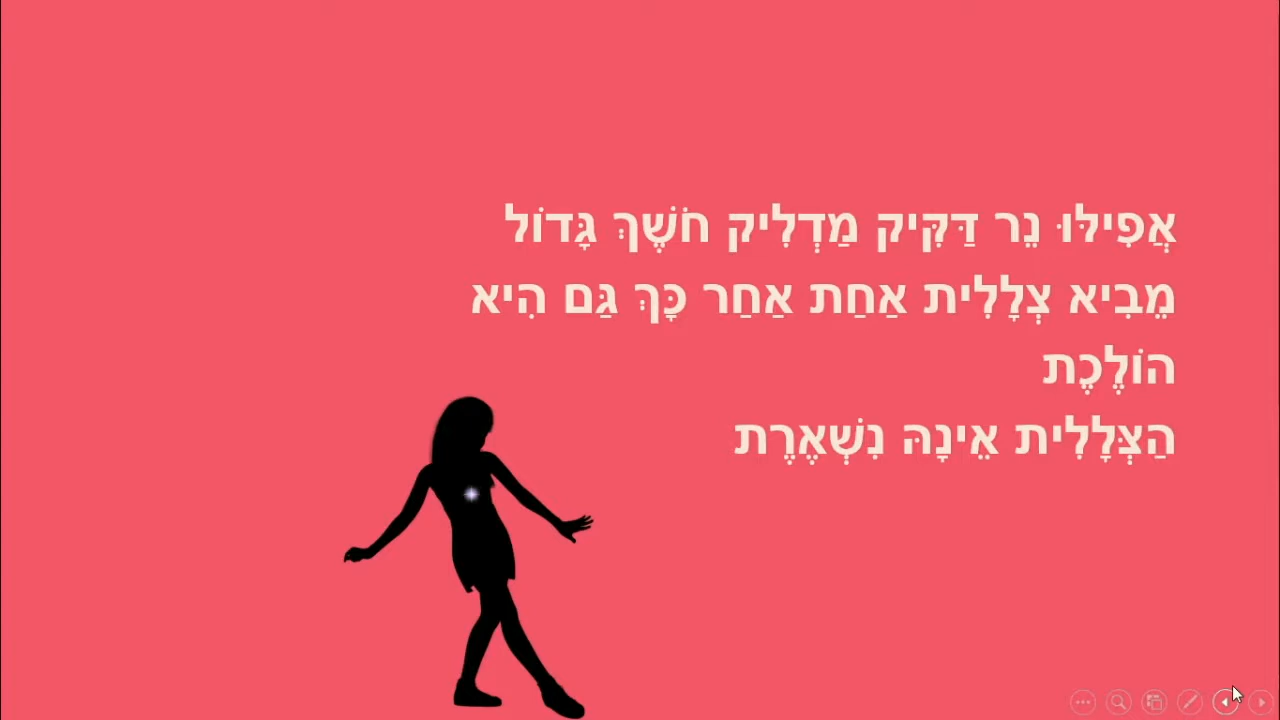 אֲפִילּוּ נֵר דַּקִּיק מַדְלִיק חֹשֶׁךְ גָּדוֹל
מֵבִיא צְלָלִית אַחַת אַחַר כָּךְ גַּם הִיא
הוֹלֶכֶת
הַצְּלָלִית אֵינָהּ נִשְׁאֶרֶת